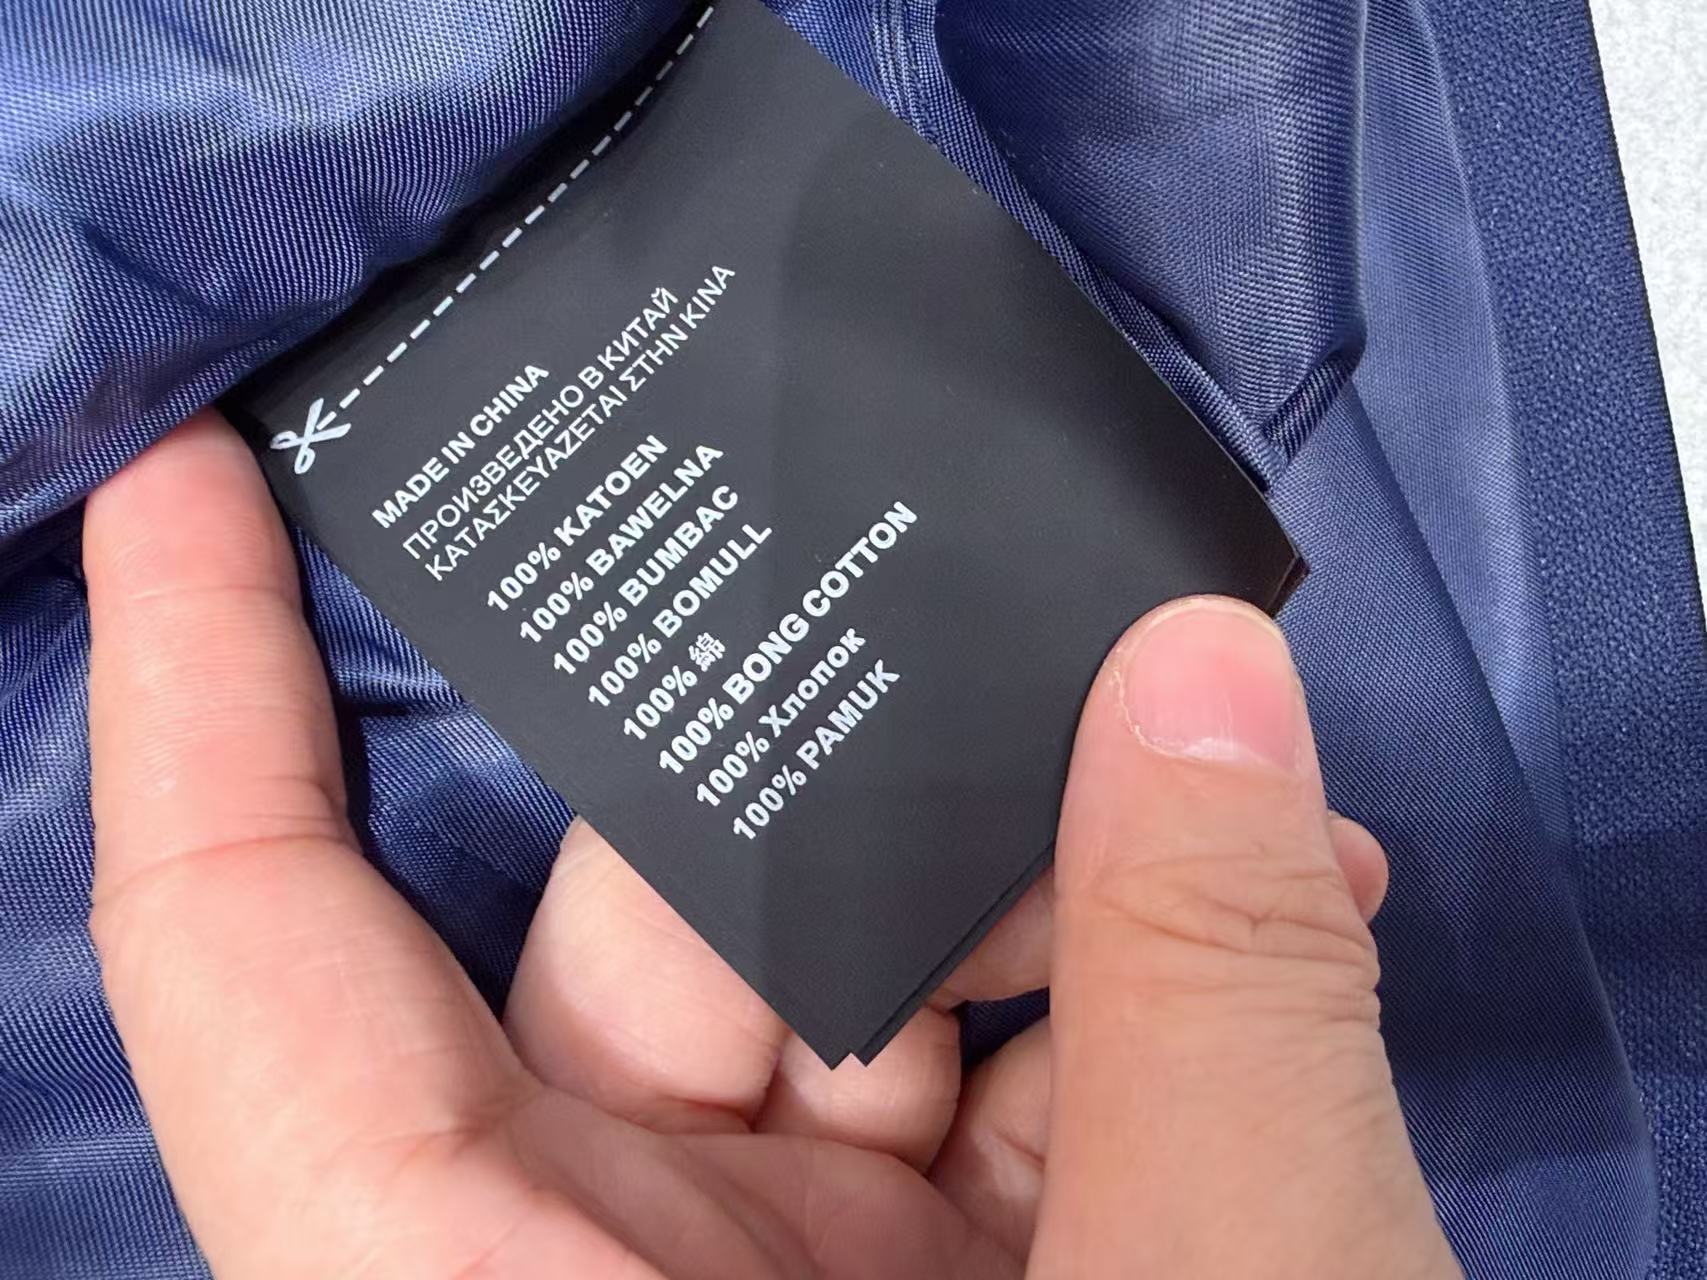 MADE IN CHINA
ПРОИЗВЕДЕНО В КИТАЙ
ΚΑΤΑΣΚΕΥΑΖΕΤΑΙ ΣΤΗΝ ΚΙΝΑ
100% KATOEN
100% BAWELNA
100% BUMBAC
100% BOMULL
100% 綿
100% BONG COTTON
100% Хлопок
100% PAMUK